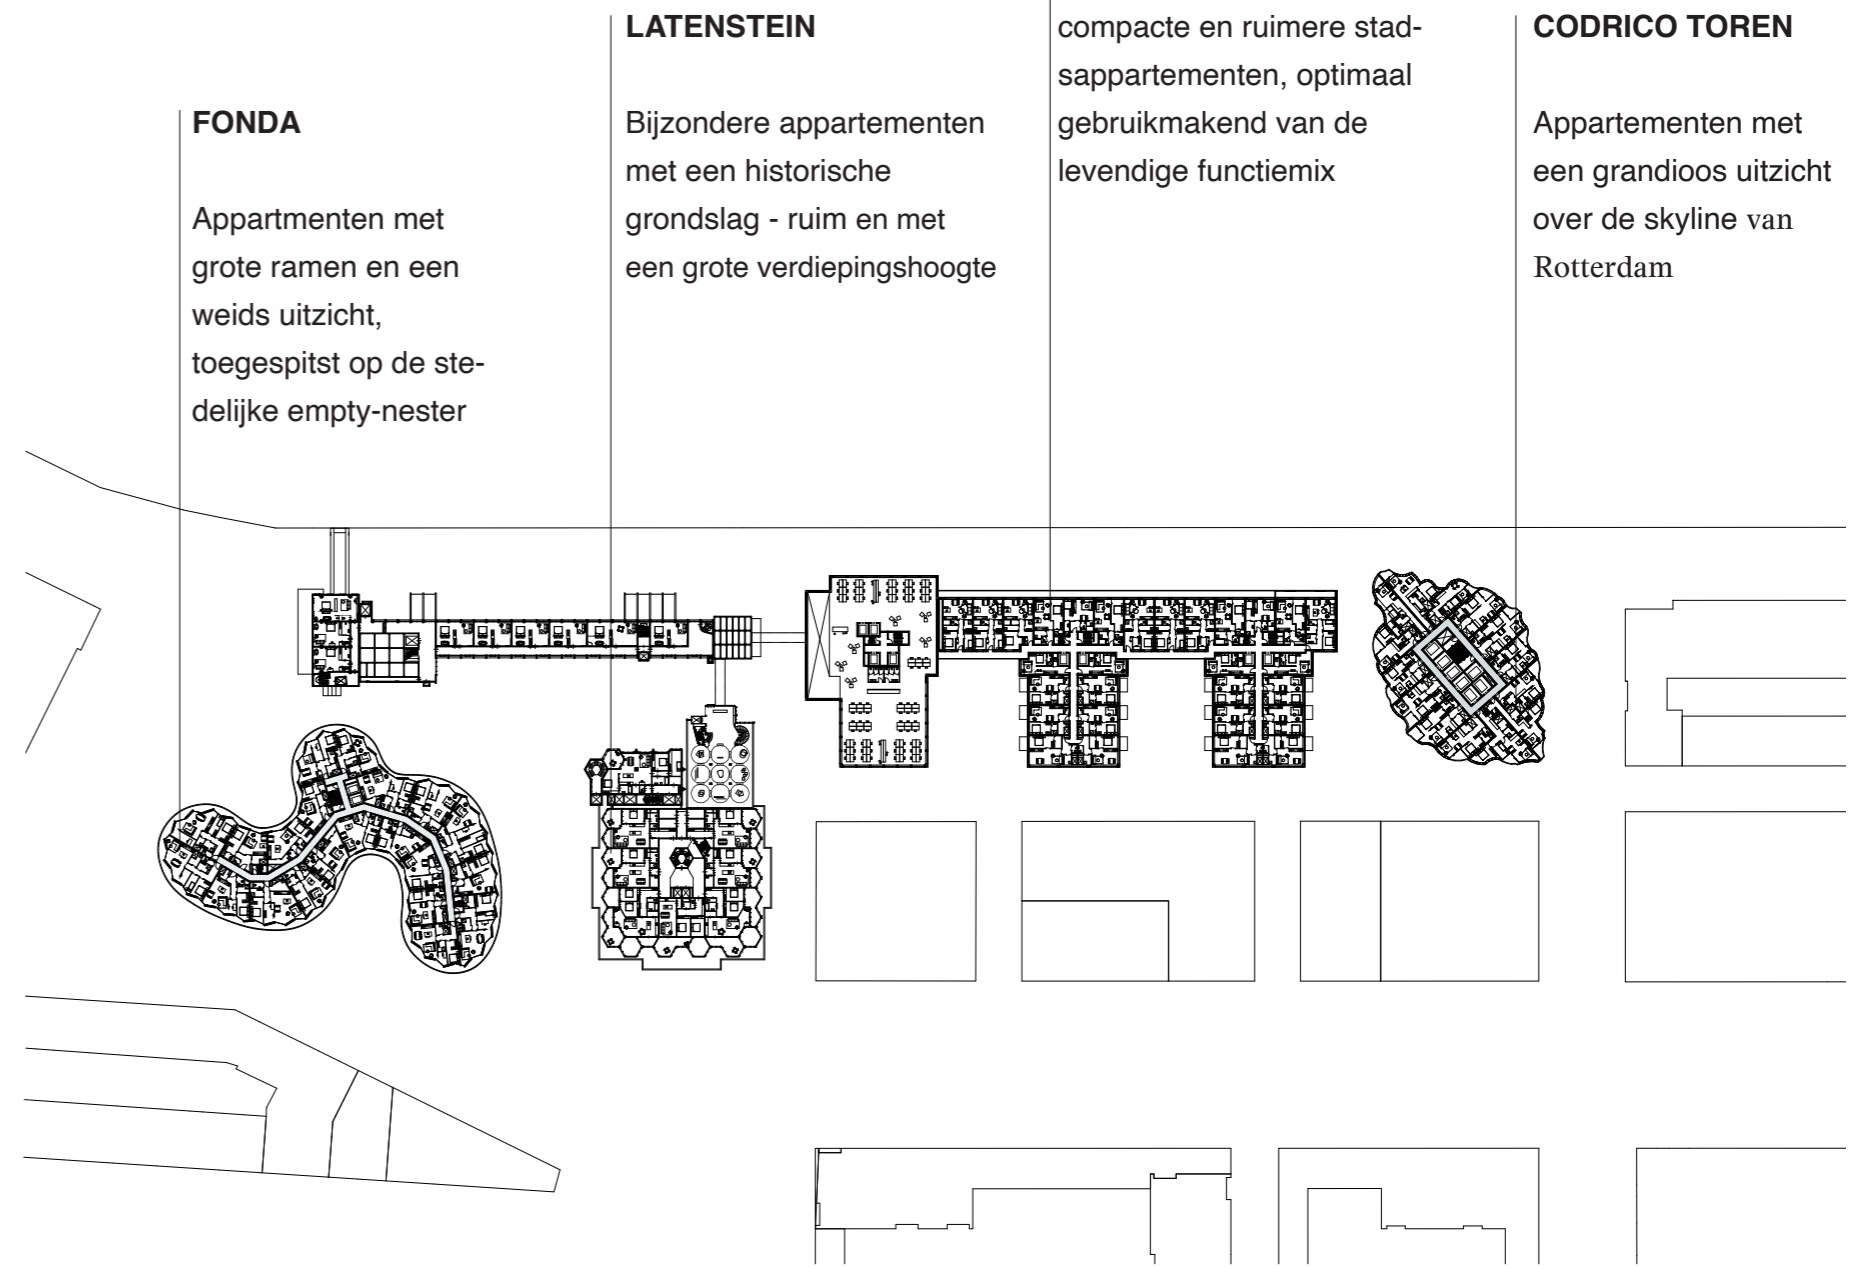 FONDA
Appartmenten met
grote ramen en een
weids uitzicht,
toegespitst op de ste-
delijke empty-nester
LATENSTEIN
Bijzondere appartementen
met een historische
grondslag - ruim en met
een grote verdiepingshoogte
compacte en ruimere stad-
sappartementen, optimaal
gebruikmakend van de
levendige functiemix
CODRICO TOREN
Appartementen met
een grandioos uitzicht
over de skyline van
Rotterdam